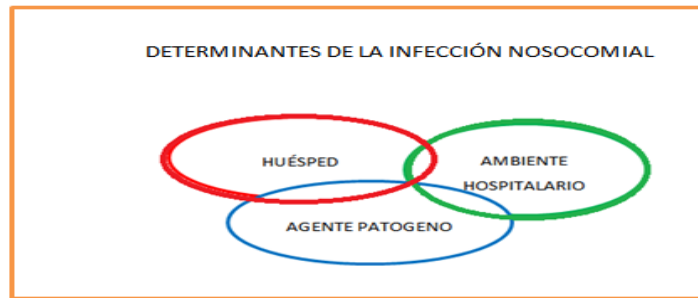 DETERMINANTES DE LA INFECCIÓN NOSOCOMIAL
HUÉSPED
AMBIENTE
HOSPITALARIO
AGENTE PATOGENO